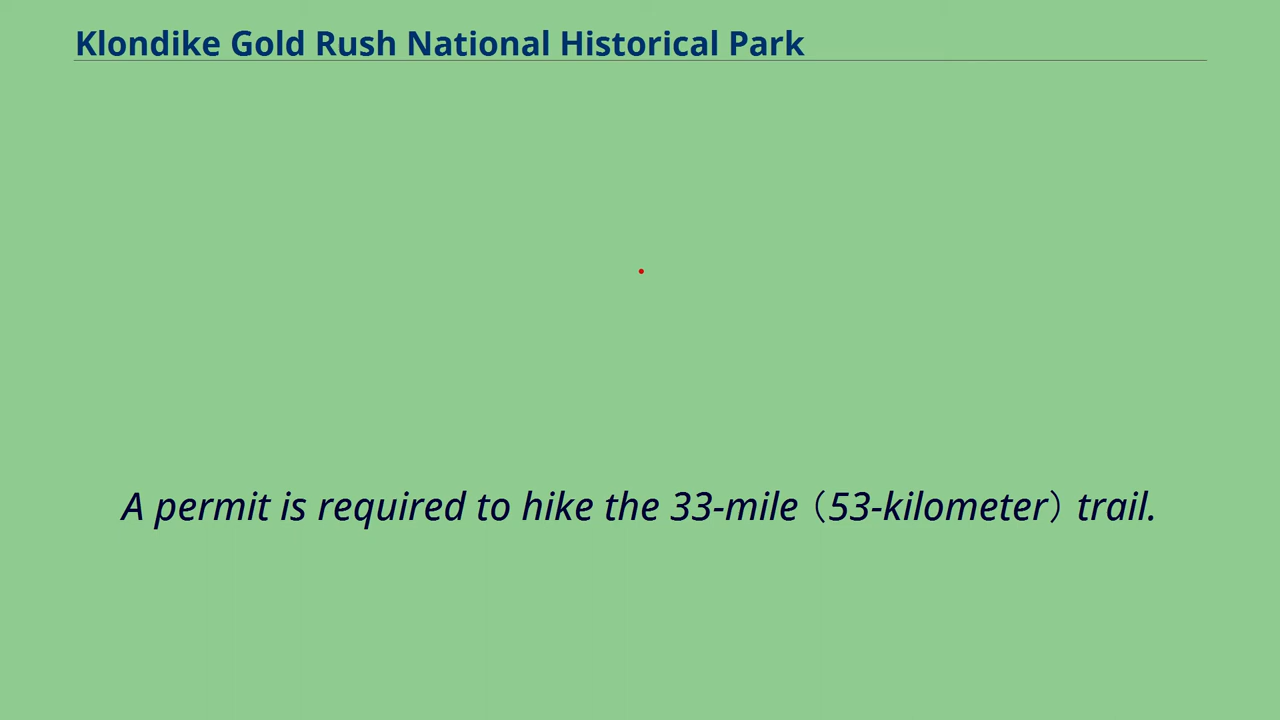 Klondike Gold Rush National Historical Park
A permit is required to hike the 33-mile（53-kilometer）trail.